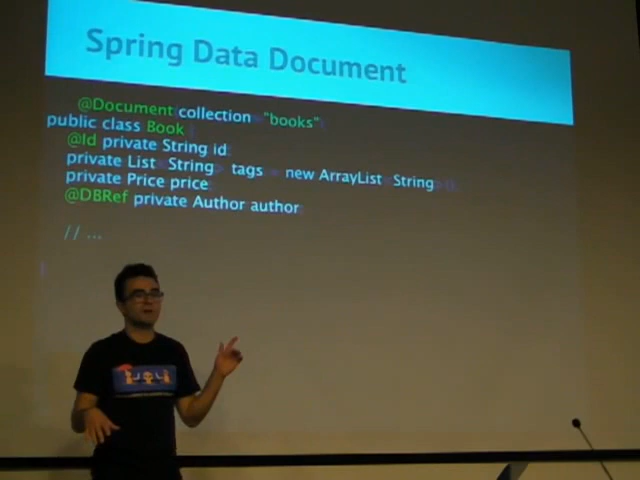 Spring Data Document
@Document collection "books"
public class Book
@Id private String id
private List String tags new ArrayList String
private Price price
@DBRef private Author author
// ...